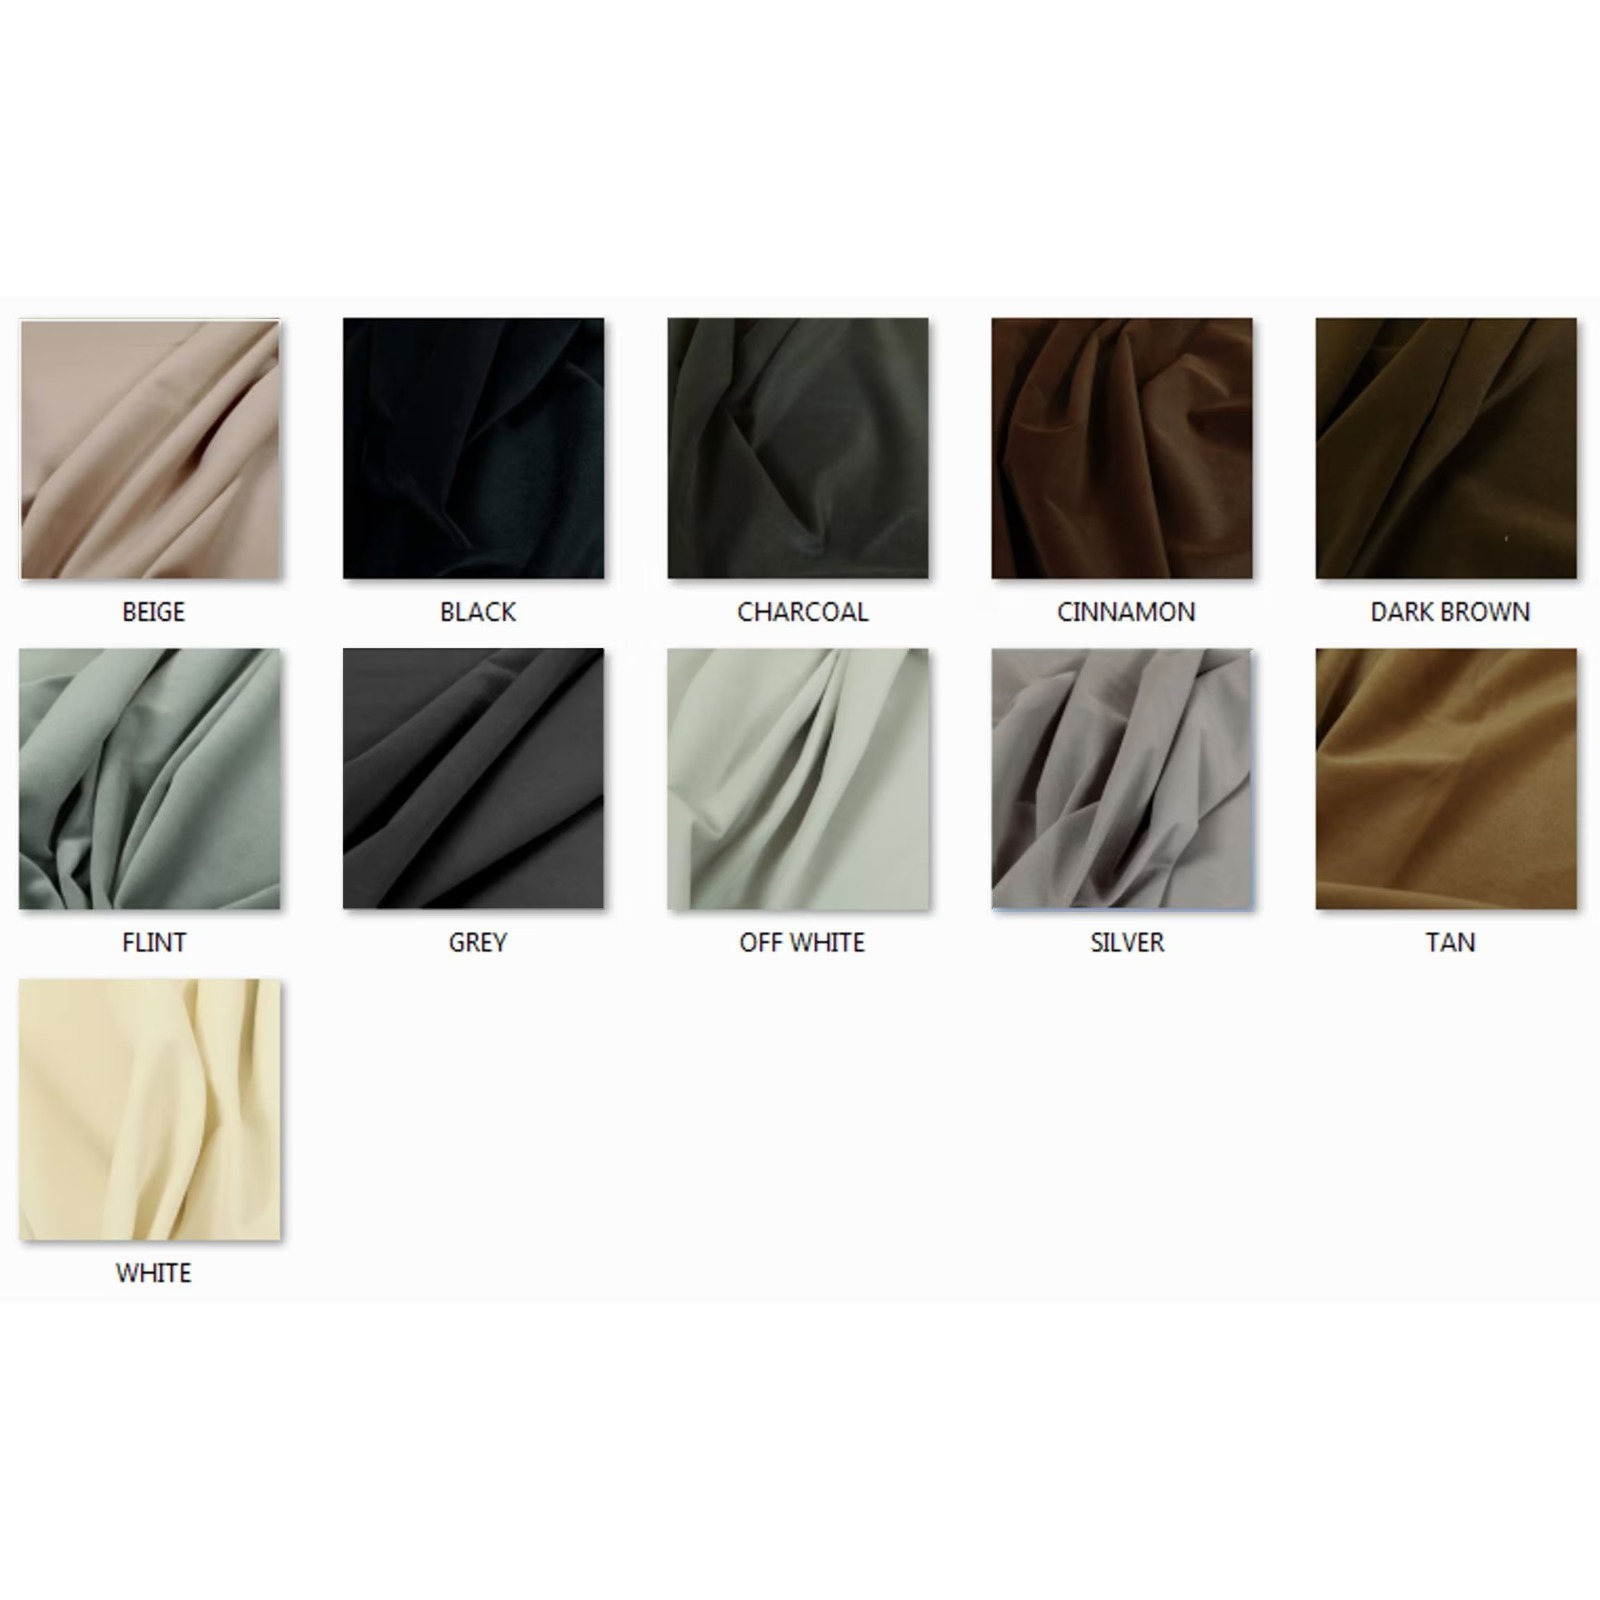 BEIGE
BLACK
CHARCOAL
CINNAMON
DARK BROWN
FLINT
GREY
OFF WHITE
SILVER
TAN
WHITE